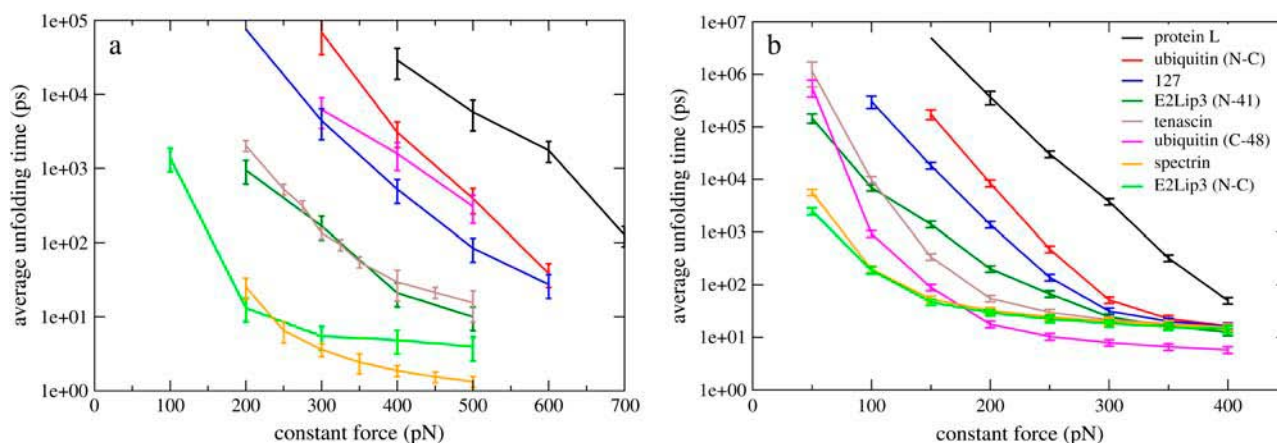 a
1e+05
1e+04
1e+03
1e+02
1e+01
1e+00
average unfolding time (ps)
0 100 200 300 400 500 600 700
constant force (pN)
b
1e+07
1e+06
1e+05
1e+04
1e+03
1e+02
1e+01
1e+00
average unfolding time (ps)
0 100 200 300 400
constant force (pN)
protein L
ubiquitin (N-C)
127
E2Lip3 (N-41)
tenascin
ubiquitin (C-48)
spectrin
E2Lip3 (N-C)